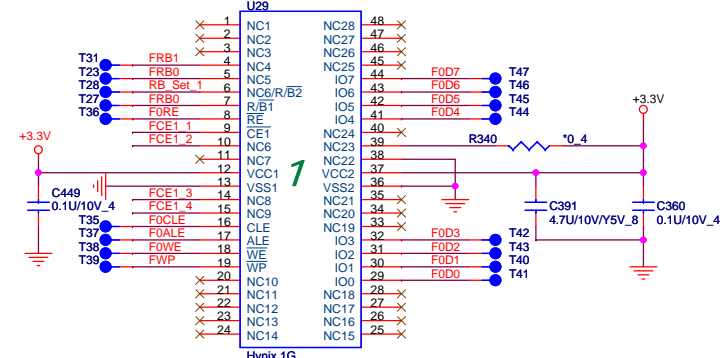 U29
1 NC1 NC28 48
2 NC2 NC27 47
3 NC3 NC26 46
T31 FRB1 4 NC4 NC25 45
T23 FRB0 5 NC5 IO7 44 F0D7 T47
T28 RB_Set_1 6 NC6/R/B2 IO6 43 F0D6 T46
T27 FRB0 7 R/B1 IO5 42 F0D5 T45
T36 F0RE 8 RE IO4 41 F0D4 T44
FCE1_1 9 CE1 NC24 40
FCE1_2 10 NC6 NC23 39 R340 *0_4 +3.3V
+3.3V 11 NC7 NC22 38
12 VCC1 VCC2 37
13 VSS1 VSS2 36
FCE1_3 14 NC8 NC21 35
FCE1_4 15 NC9 NC20 34
T35 F0CLE 16 CLE NC19 33
T37 F0ALE 17 ALE IO3 32 F0D3 T42
T38 F0WE 18 WE IO2 31 F0D2 T43
T39 FWP 19 WP IO1 30 F0D1 T40
20 NC10 IO0 29 F0D0 T41
21 NC11 NC18 28
22 NC12 NC17 27
23 NC13 NC16 26
24 NC14 NC15 25
1
C449
0.1U/10V_4
C391
4.7U/10V/Y5V_8
C360
0.1U/10V_4
Hynix 1G